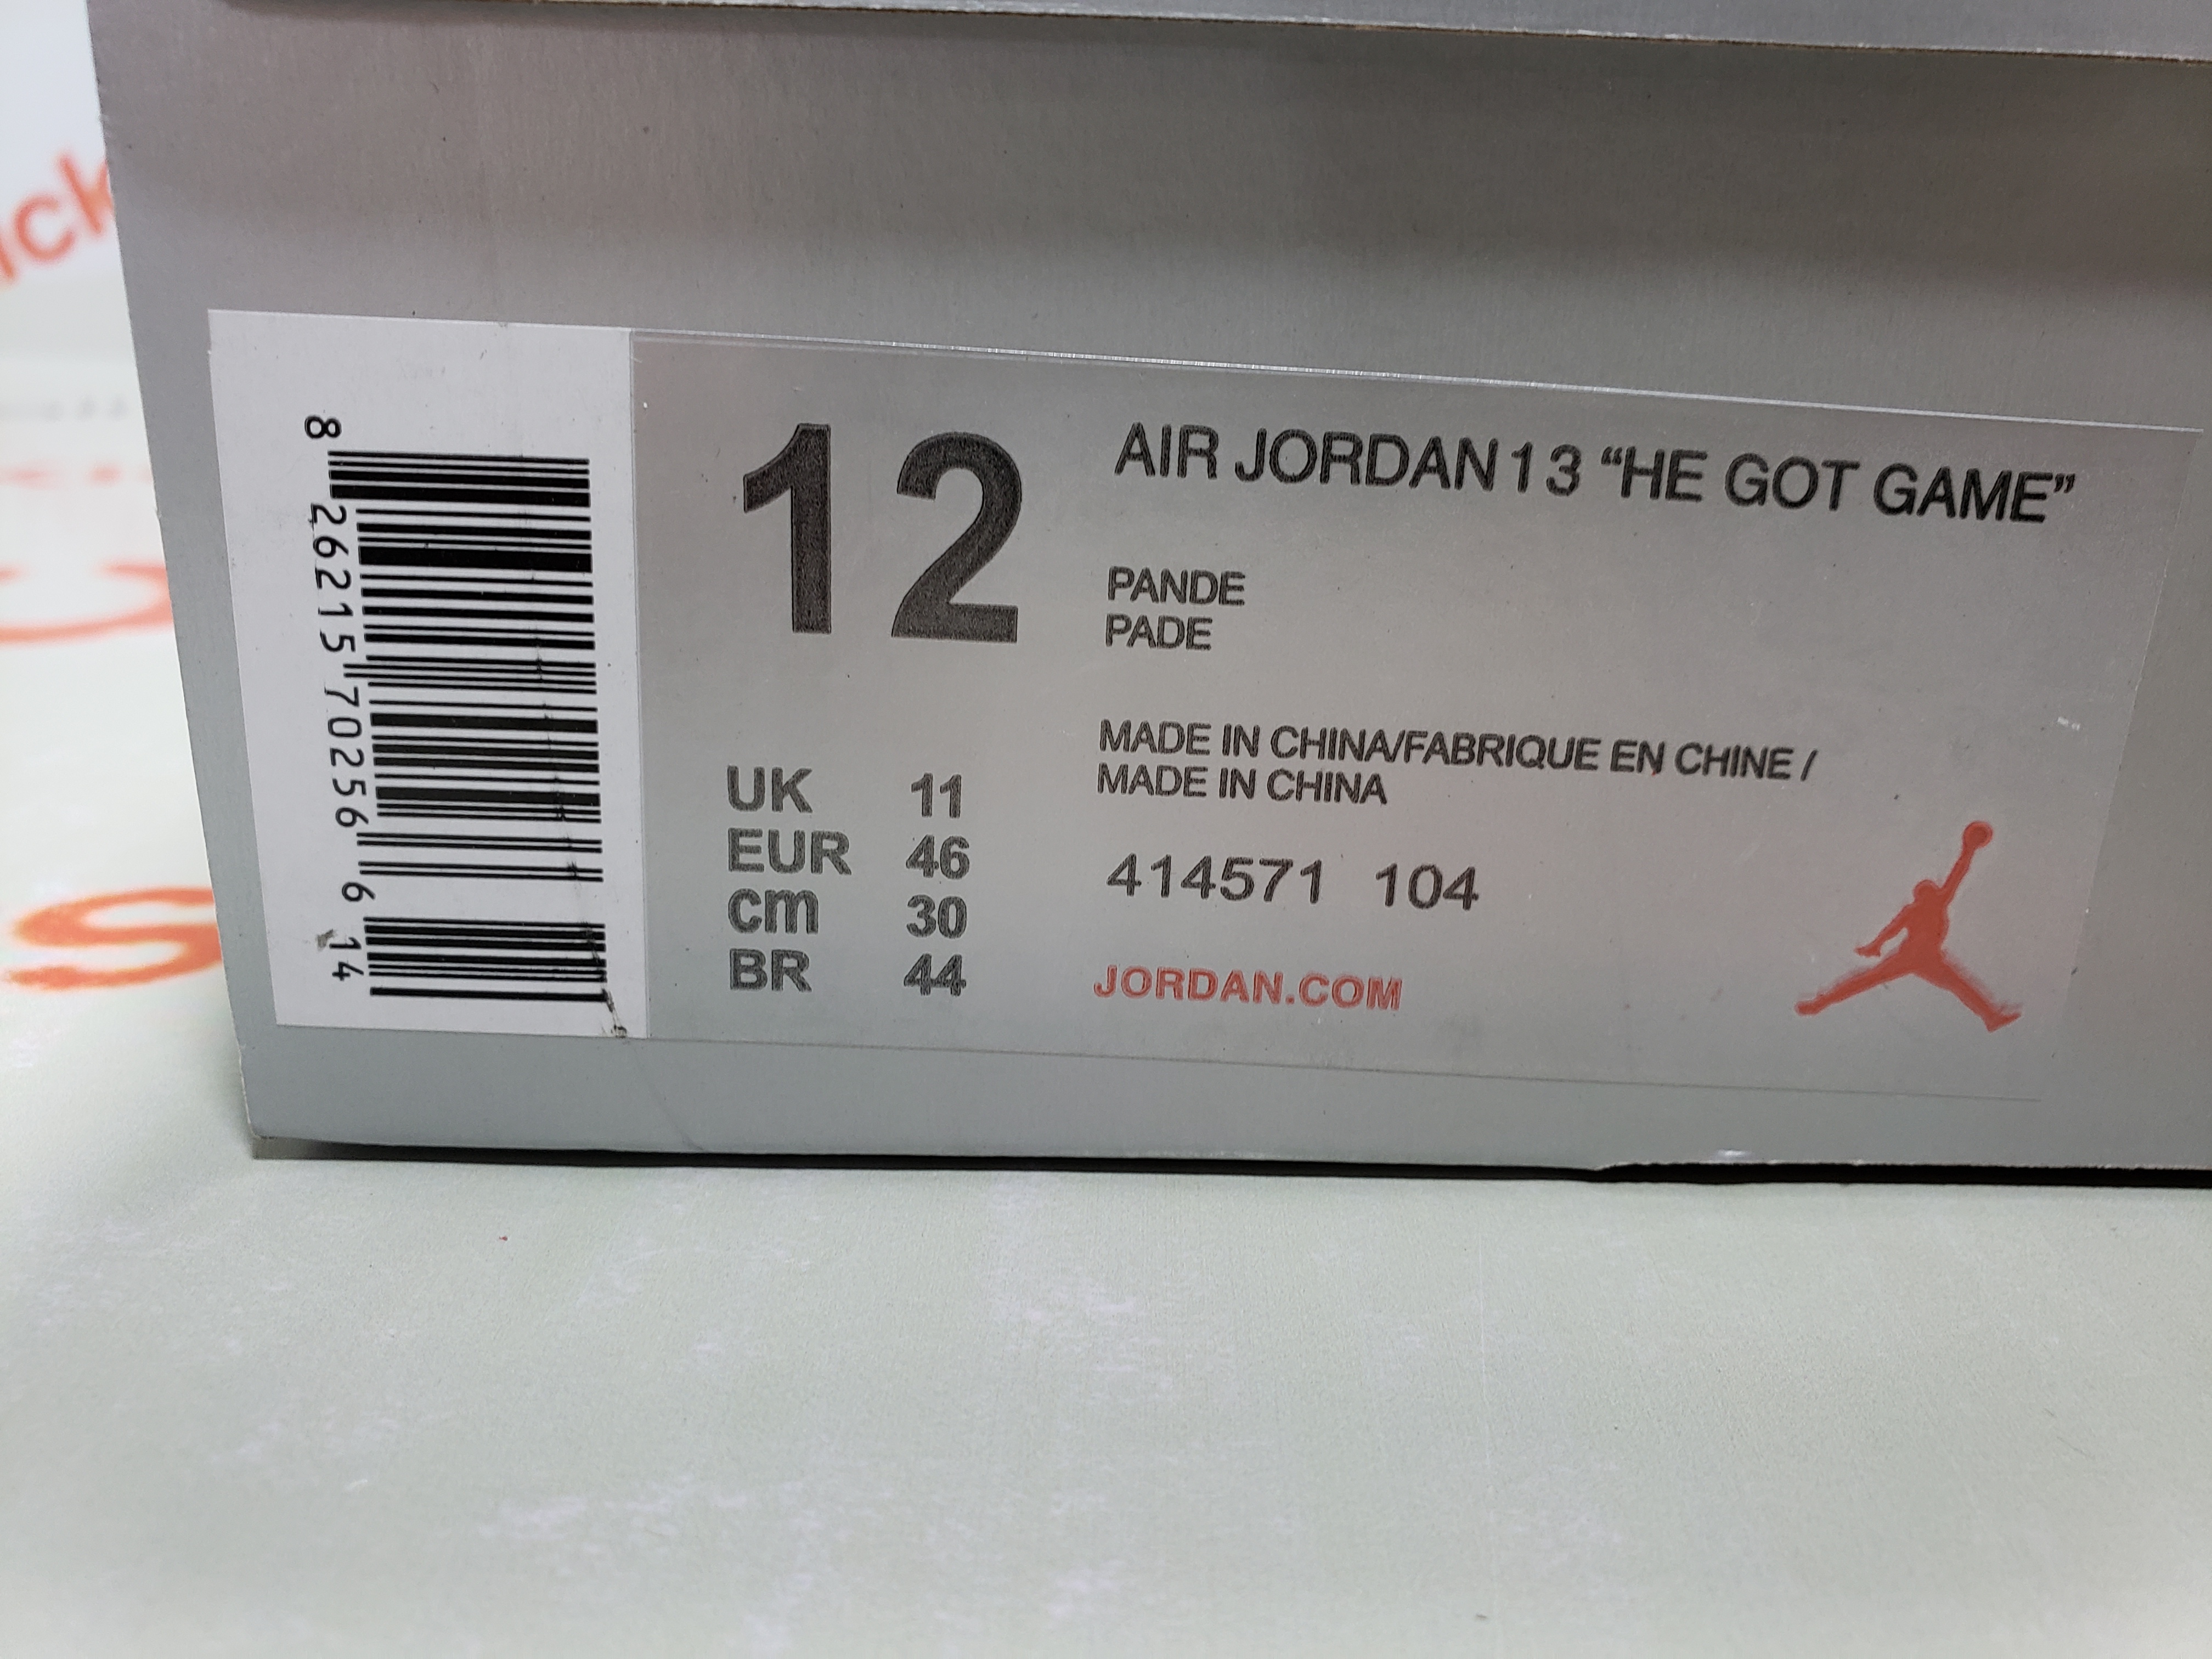 8 26215 70256 6 14
12
AIR JORDAN 13 “HE GOT GAME”
PANDE
PADE
MADE IN CHINA/FABRIQUE EN CHINE /
MADE IN CHINA
UK 11
EUR 46
cm 30
BR 44
414571 104
JORDAN.COM